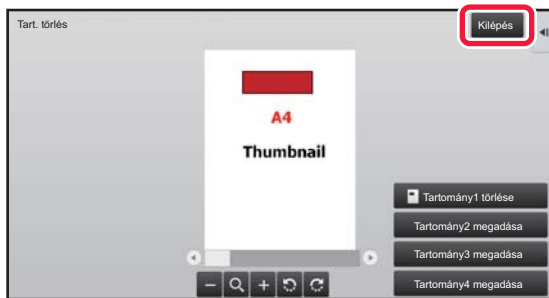 Tart. törlés
Kilépés
A4
Thumbnail
Tartomány1 törlése
Tartomány2 megadása
Tartomány3 megadása
Tartomány4 megadása